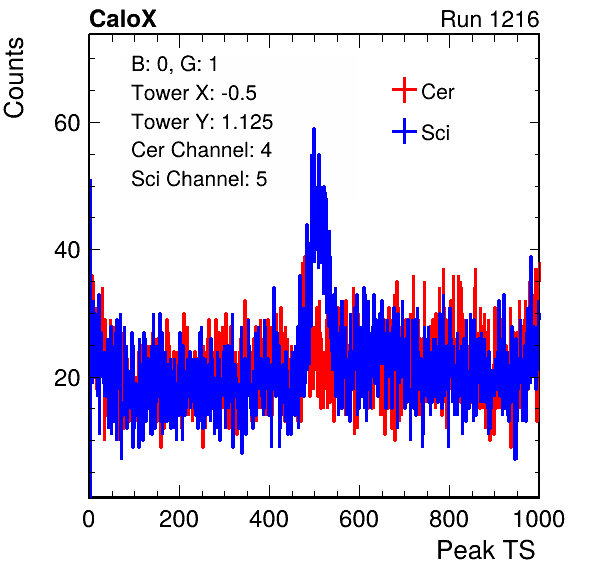 CaloX Run 1216
Counts
B: 0, G: 1
Tower X: -0.5
Tower Y: 1.125
Cer Channel: 4
Sci Channel: 5
Cer
Sci
60
40
20
0 200 400 600 800 1000
Peak TS